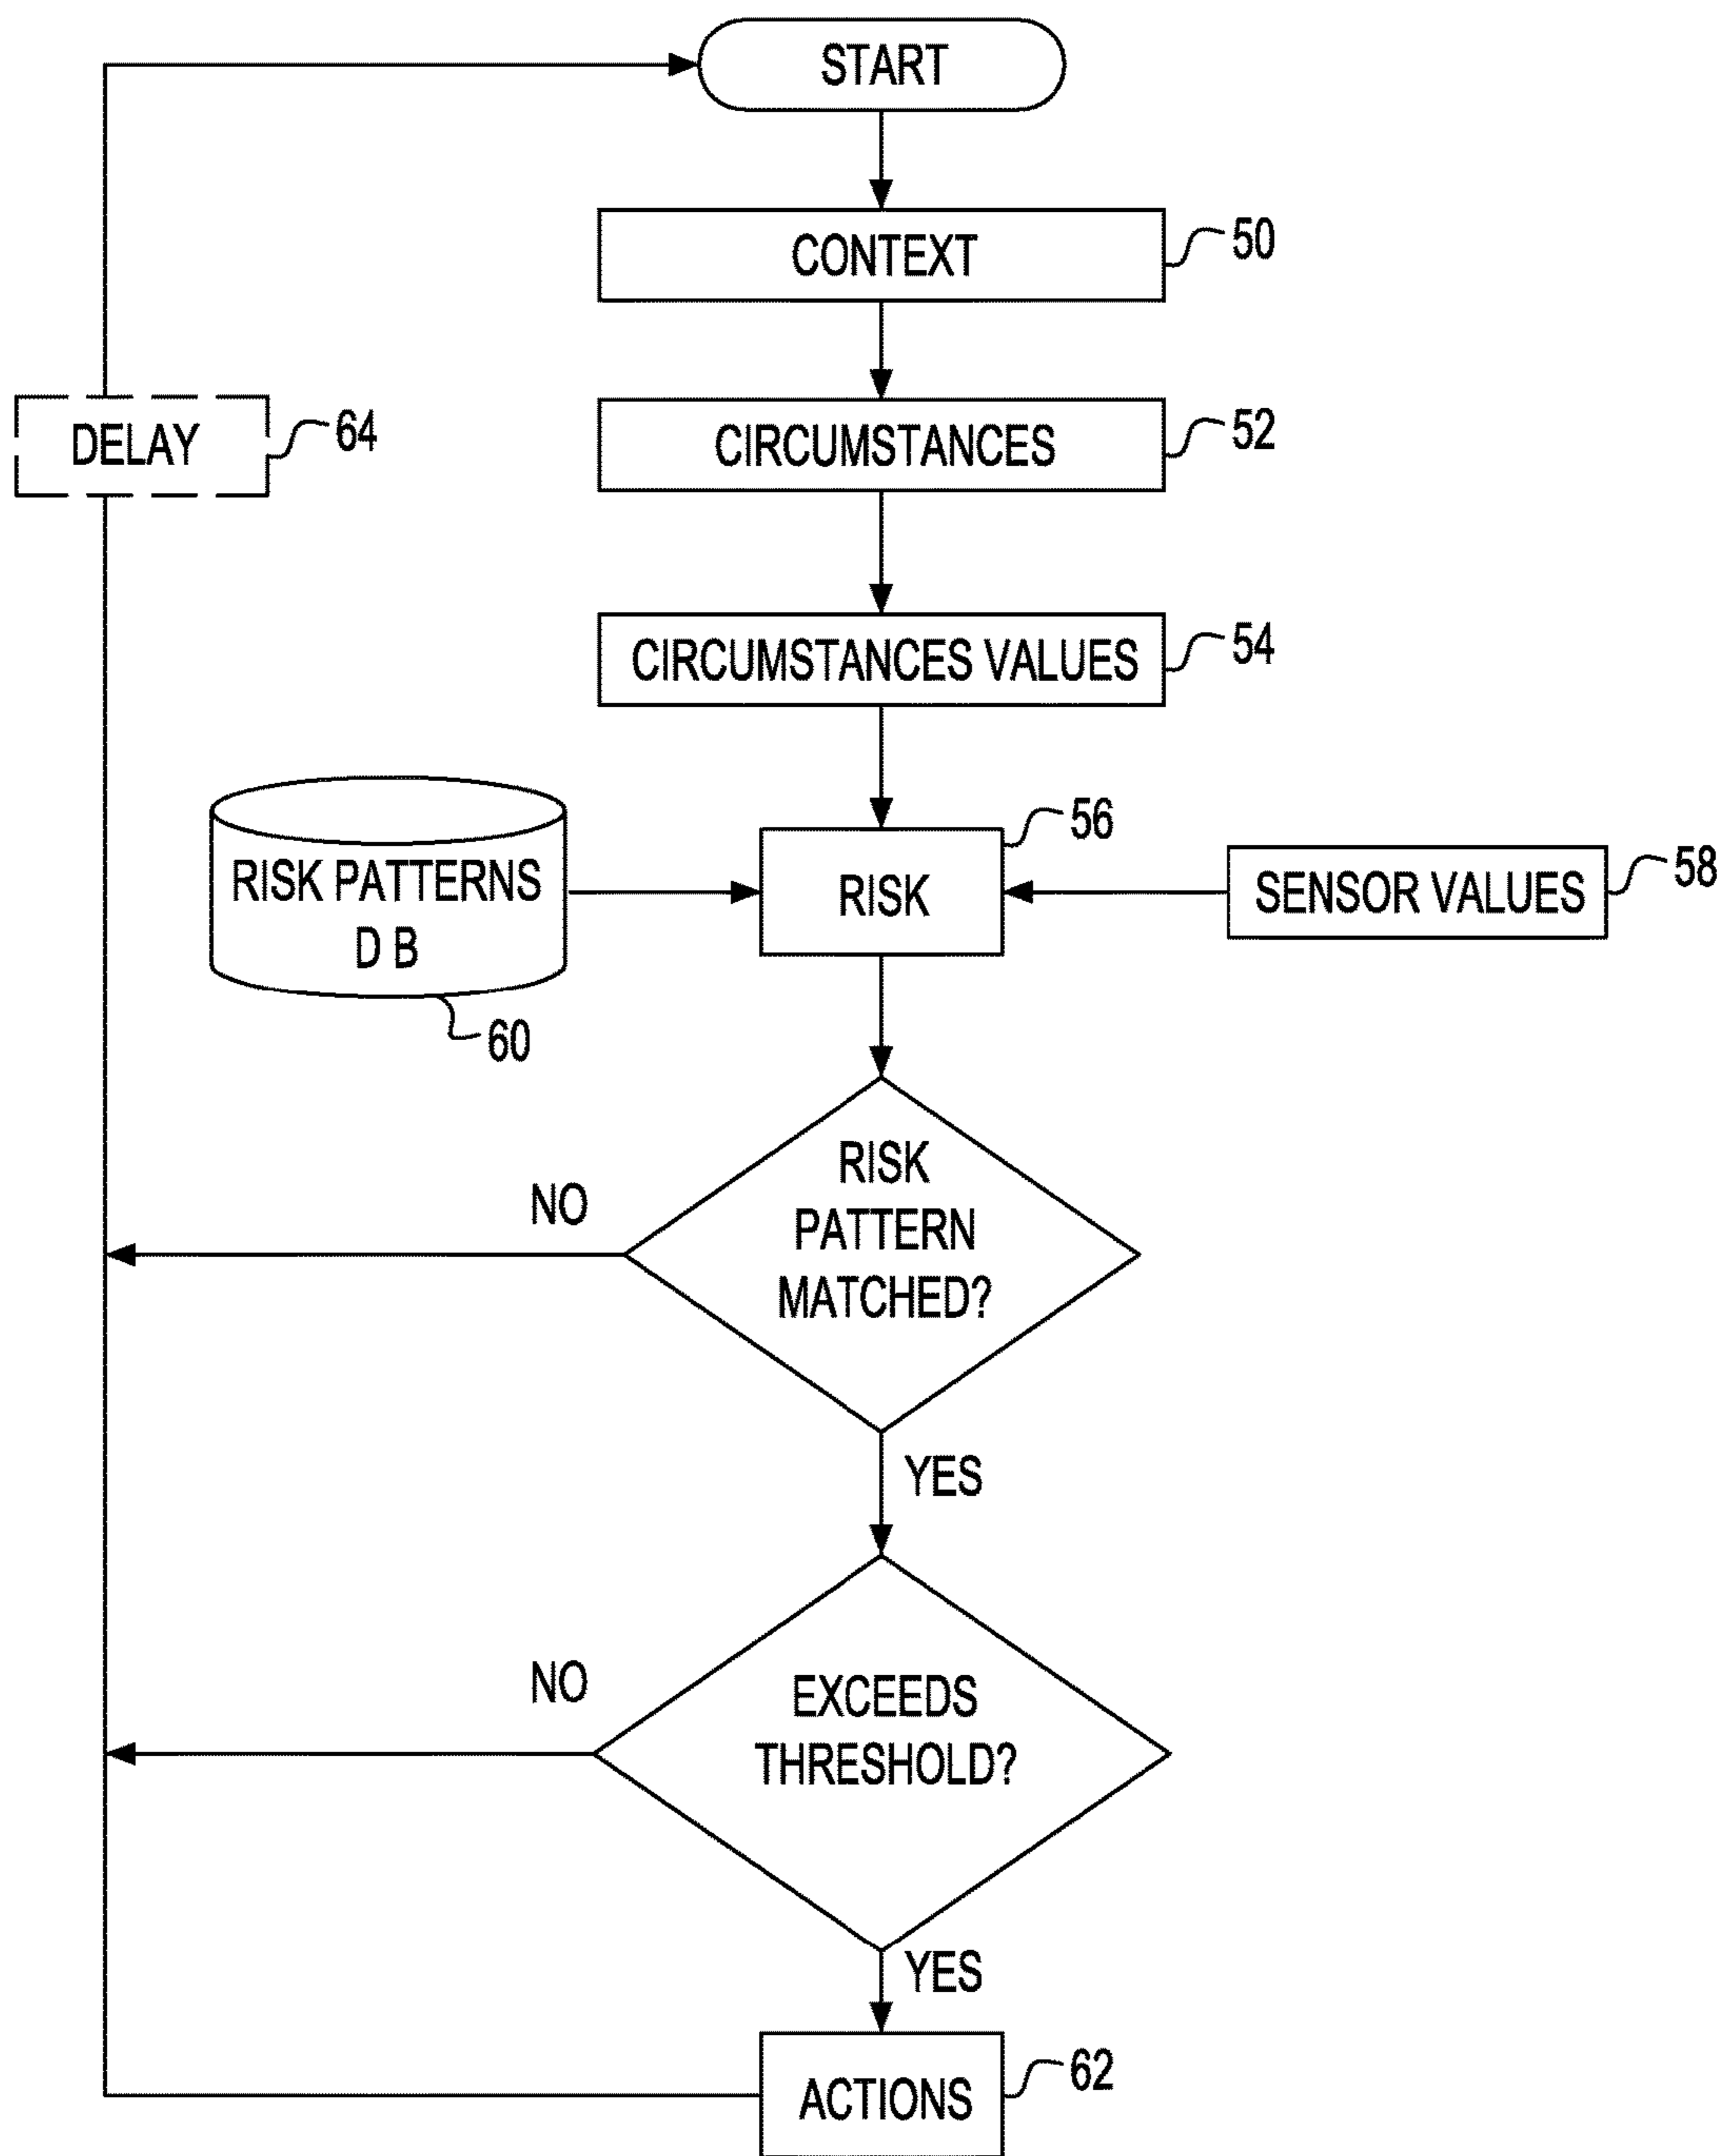 START
CONTEXT
50
DELAY
64
CIRCUMSTANCES
52
CIRCUMSTANCES VALUES
54
RISK PATTERNS
D B
60
RISK
56
SENSOR VALUES
58
RISK
PATTERN
MATCHED?
NO
YES
EXCEEDS
THRESHOLD?
NO
YES
ACTIONS
62